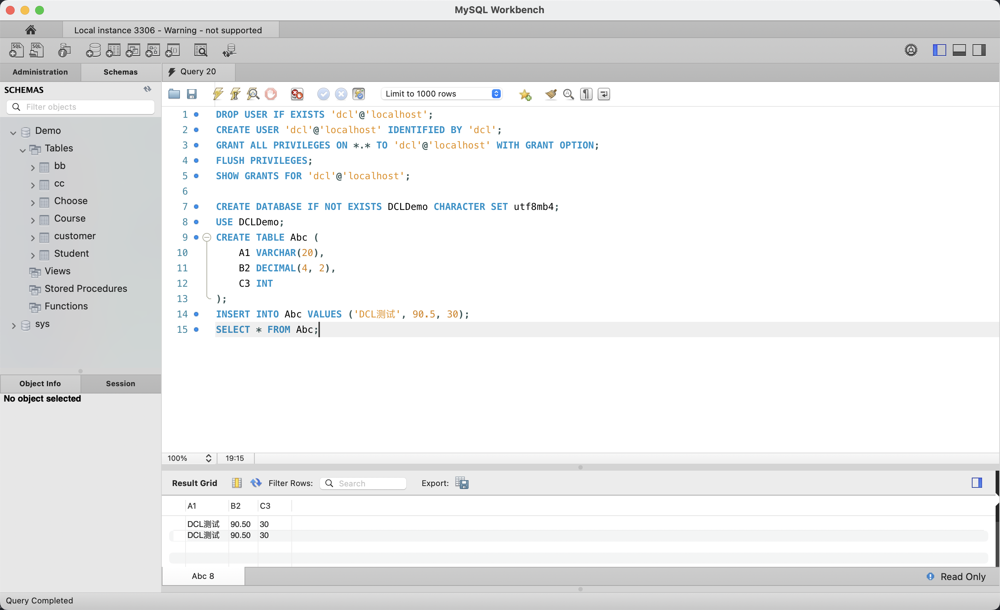 MySQL Workbench
Local instance 3306 - Warning - not supported
Administration
Schemas
Query 20
SCHEMAS
Filter objects
Demo
Tables
bb
cc
Choose
Course
customer
Student
Views
Stored Procedures
Functions
sys
Object Info
Session
No object selected
Limit to 1000 rows
1 DROP USER IF EXISTS 'dcl'@'localhost';
2 CREATE USER 'dcl'@'localhost' IDENTIFIED BY 'dcl';
3 GRANT ALL PRIVILEGES ON *.* TO 'dcl'@'localhost' WITH GRANT OPTION;
4 FLUSH PRIVILEGES;
5 SHOW GRANTS FOR 'dcl'@'localhost';
6
7 CREATE DATABASE IF NOT EXISTS DCLDemo CHARACTER SET utf8mb4;
8 USE DCLDemo;
9 CREATE TABLE Abc (
10 A1 VARCHAR(20),
11 B2 DECIMAL(4, 2),
12 C3 INT
13 );
14 INSERT INTO Abc VALUES ('DCL测试', 90.5, 30);
15 SELECT * FROM Abc;
100% 19:15
Result Grid Filter Rows: Search Export:
A1 B2 C3
DCL测试 90.50 30
DCL测试 90.50 30
Abc 8
Read Only
Query Completed